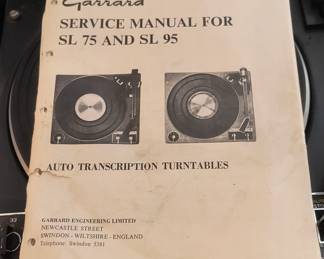 Garrard
SERVICE MANUAL FOR
SL 75 AND SL 95
AUTO TRANSCRIPTION TURNTABLES
GARRARD ENGINEERING LIMITED
NEWCASTLE STREET
SWINDON - WILTSHIRE - ENGLAND
Telephone: Swindon 5381
33